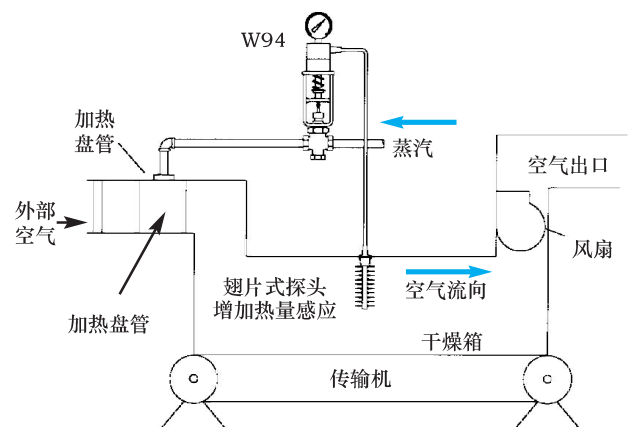 W94
加热
盘管
蒸汽
空气出口
外部
空气
风扇
翅片式探头
增加热量感应
空气流向
加热盘管
干燥箱
传输机